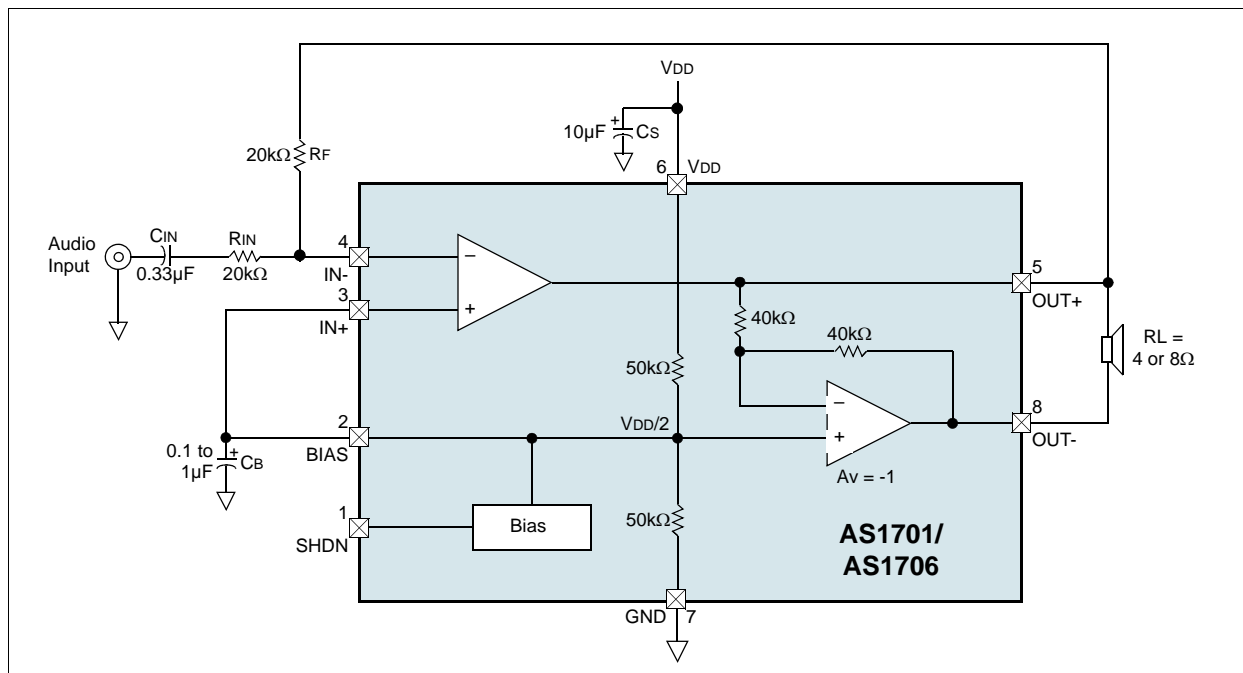 VDD
10µF
+
CS
20kΩ
RF
6
VDD
Audio
Input
CIN
0.33µF
RIN
20kΩ
4
IN-
3
IN+
−
+
5
OUT+
40kΩ
40kΩ
50kΩ
RL =
4 or 8Ω
2
BIAS
VDD/2
−
+
8
OUT-
0.1 to
1µF
+
CB
Av = -1
1
SHDN
Bias
50kΩ
AS1701/
AS1706
GND
7